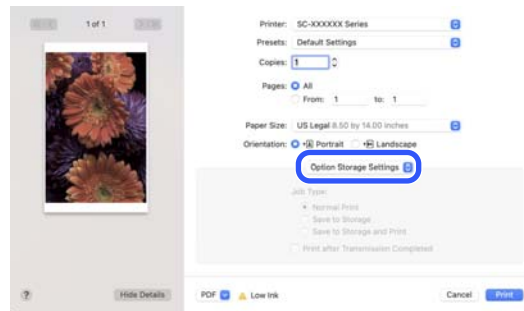 1 of 1
Printer: SC-XXXXXX Series
Presets: Default Settings
Copies: 1
Pages: All
From: 1 to: 1
Paper Size: US Legal 8.50 by 14.00 inches
Orientation: Portrait Landscape
Option Storage Settings
Job Type:
Normal Print
Save to Storage
Save to Storage and Print
Print after Transmission Completed
? Hide Details PDF Low Ink Cancel Print